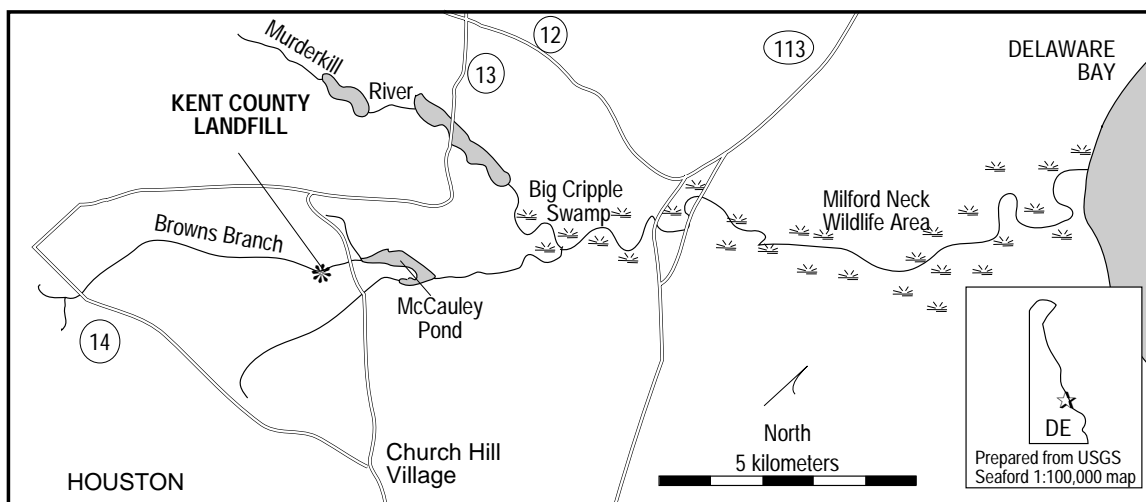 Murderkill
River
KENT COUNTY
LANDFILL
13
12
113
DELAWARE
BAY
Browns Branch
Big Cripple
Swamp
Milford Neck
Wildlife Area
McCauley
Pond
14
Church Hill
Village
HOUSTON
North
5 kilometers
DE
Prepared from USGS
Seaford 1:100,000 map